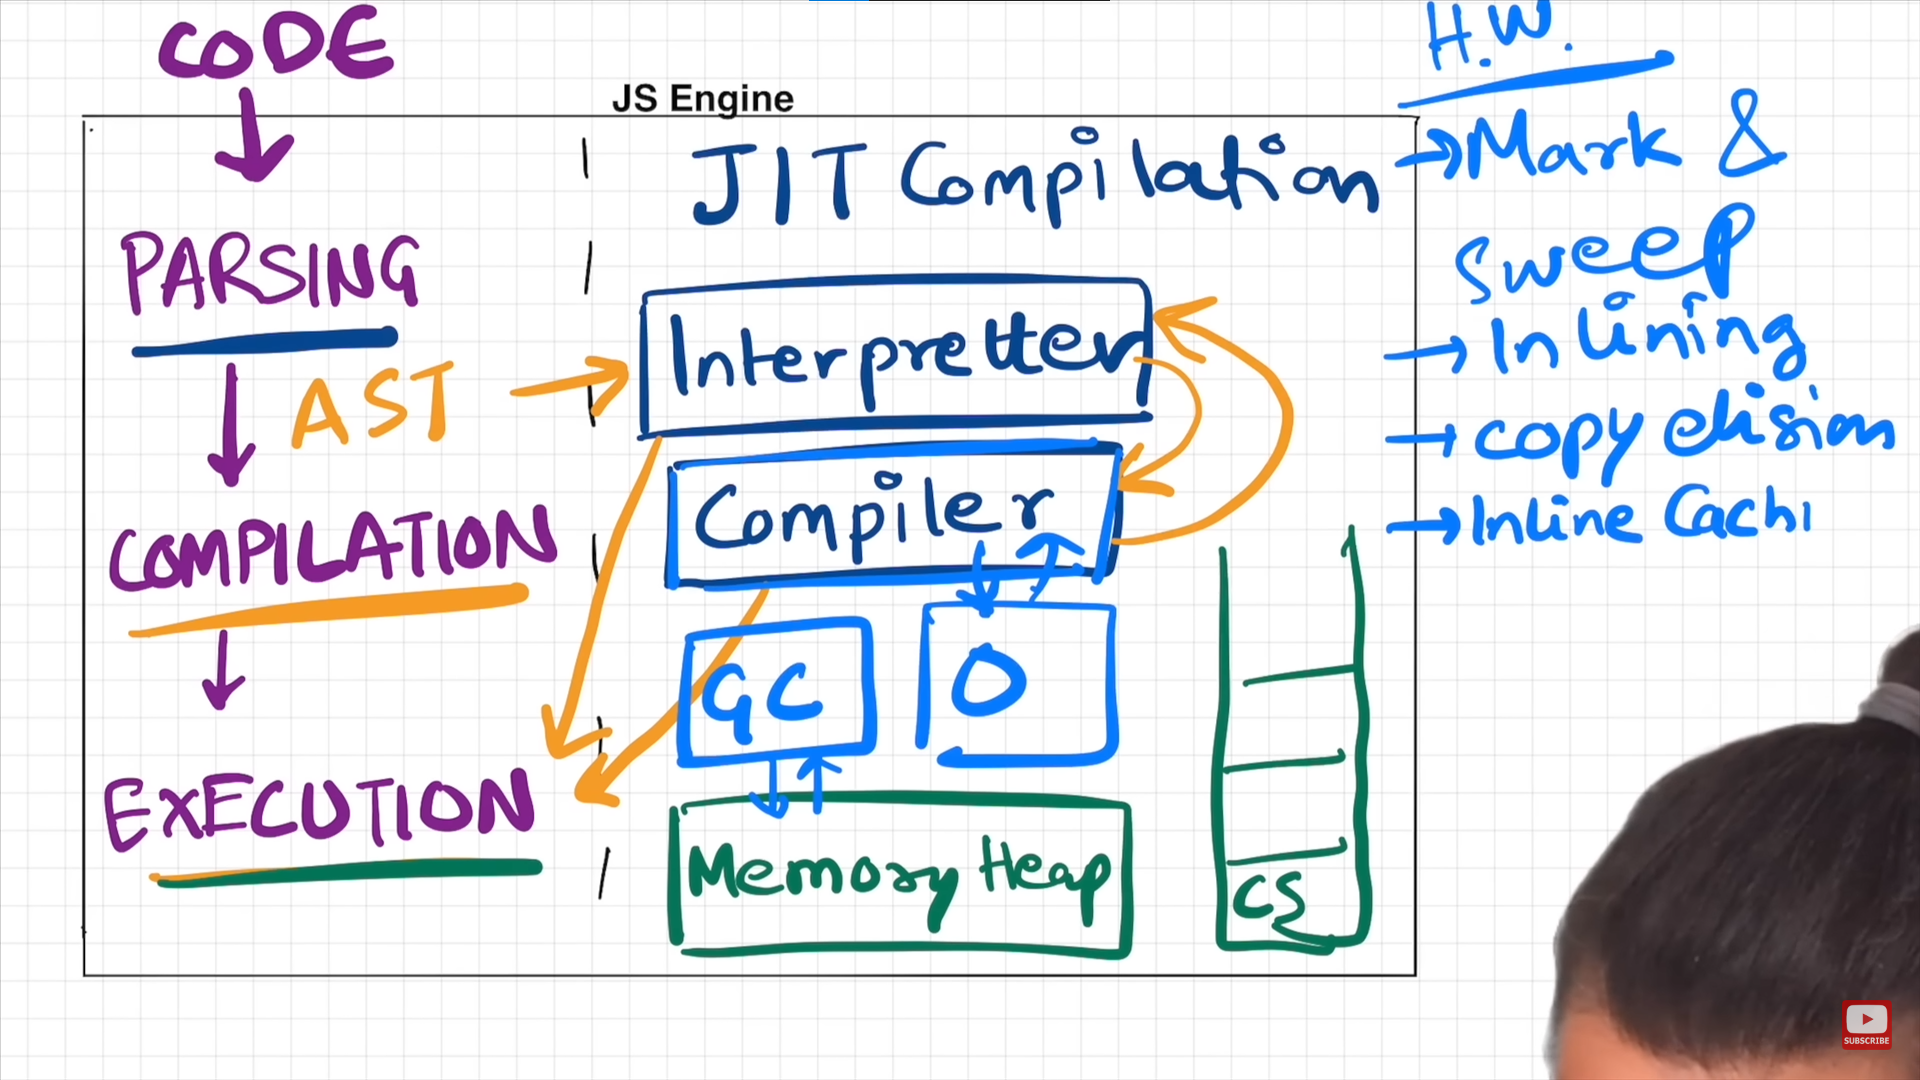 CODE
JS Engine
PARSING
AST
COMPILATION
EXECUTION
JIT Compilation
Interpretter
Compiler
GC
O
Memory Heap
CS
H.W.
→ Mark &
Sweep
→ Inlining
→ copy elision
→ Inline Cachi
SUBSCRIBE